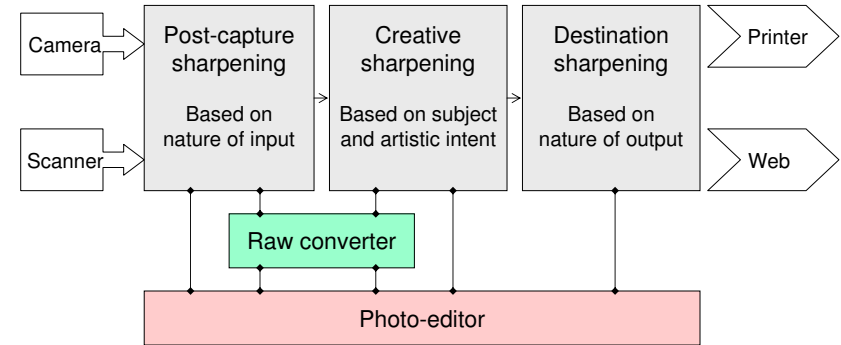 Camera
Scanner
Post-capture
sharpening
Based on
nature of input
Creative
sharpening
Based on subject
and artistic intent
Destination
sharpening
Based on
nature of output
Printer
Web
Raw converter
Photo-editor